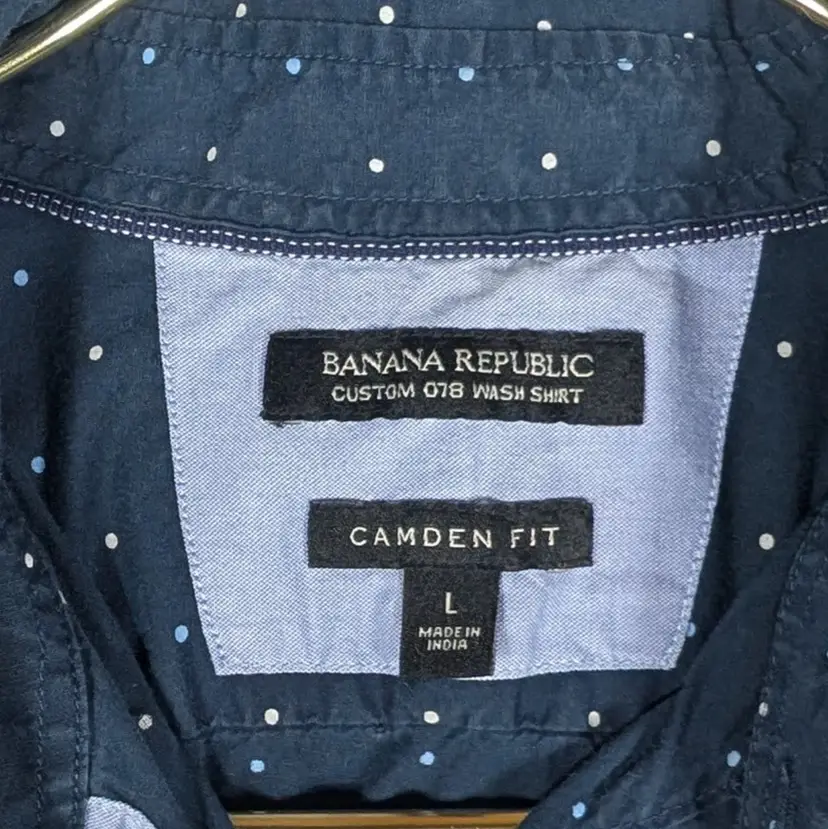 BANANA REPUBLIC
CUSTOM 078 WASH SHIRT
CAMDEN FIT
L
MADE IN
INDIA